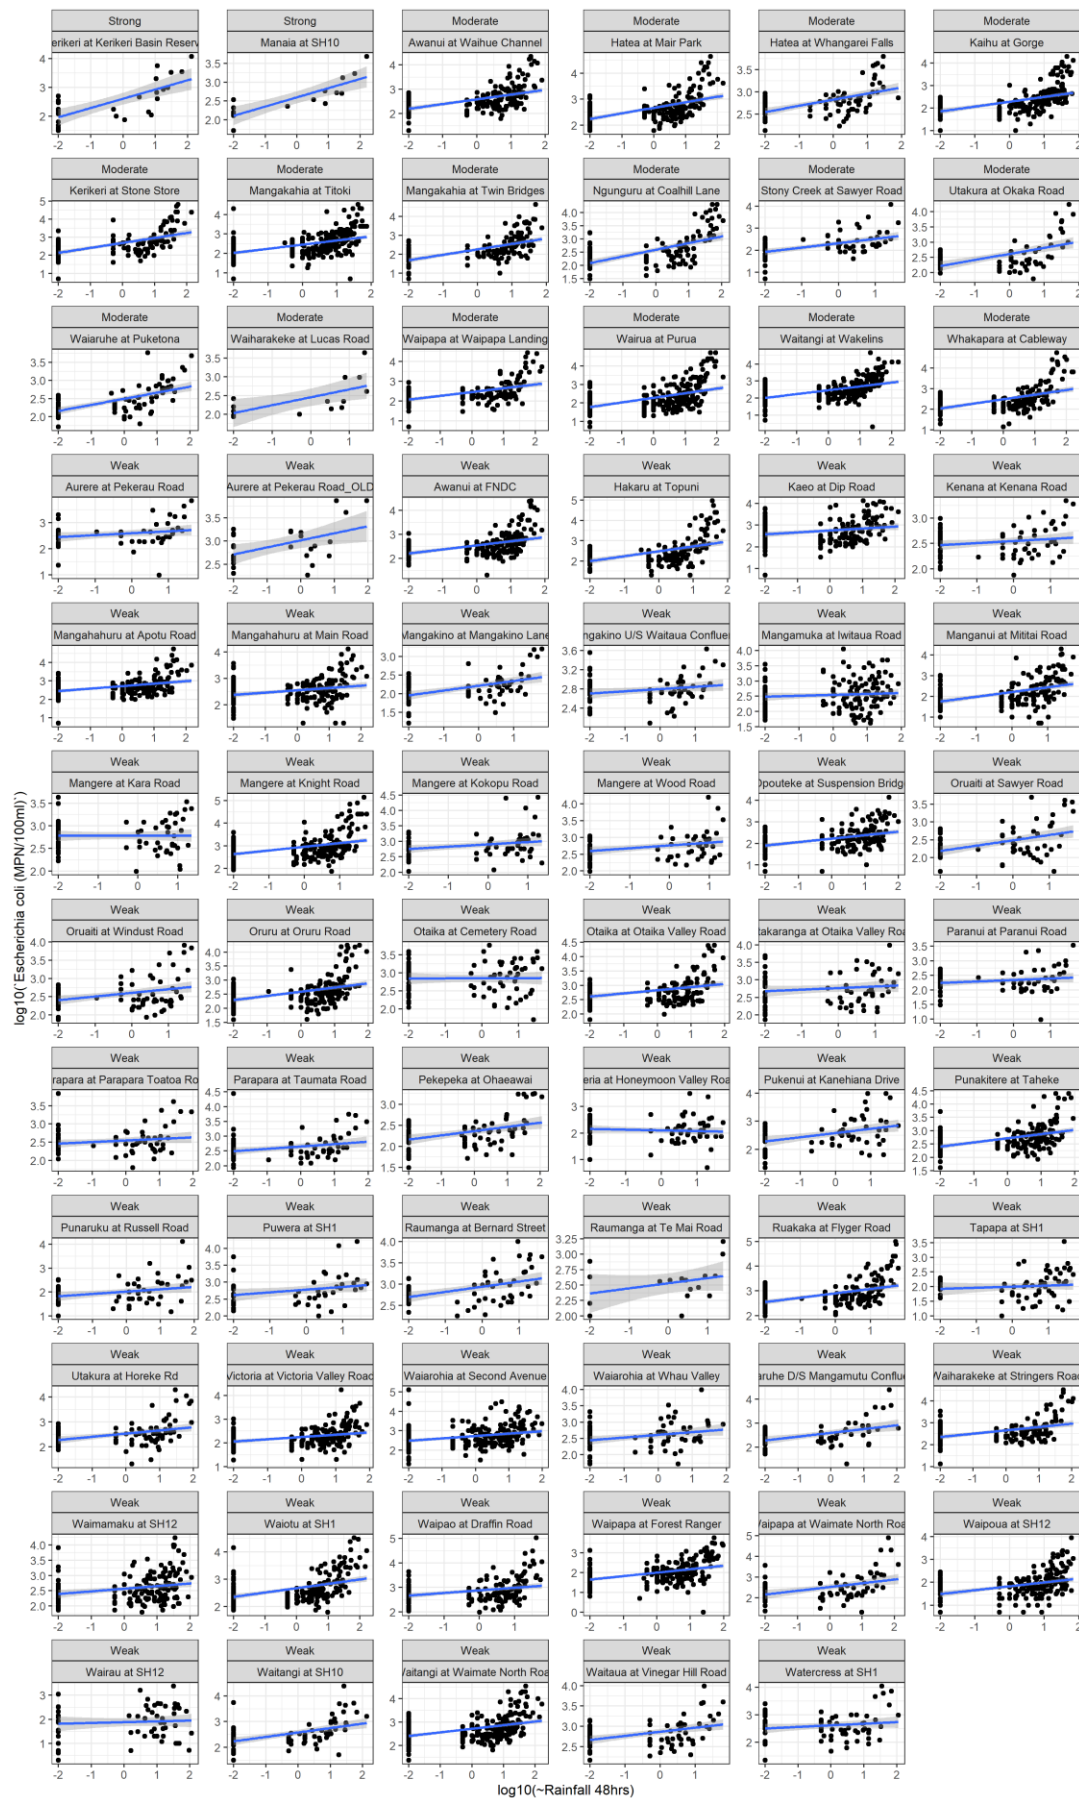 Strong Strong Moderate Moderate Moderate Moderate
erikeri at Kerikeri Basin Reserv Manaia at SH10 Awanui at Waihue Channel Hatea at Mair Park Hatea at Whangarei Falls Kaihu at Gorge
Moderate Moderate Moderate Moderate Moderate Moderate
Kerikeri at Stone Store Mangakahia at Titoki Mangakahia at Twin Bridges Ngunguru at Coalhill Lane Stony Creek at Sawyer Road Utakura at Okaka Road
Moderate Moderate Moderate Moderate Moderate Moderate
Waiaruhe at Puketona Waiharakeke at Lucas Road Waipapa at Waipapa Landing Wairua at Purua Waitangi at Wakelins Whakapara at Cableway
Weak Weak Weak Weak Weak Weak
Aurere at Pekerau Road Aurere at Pekerau Road_OLD Awanui at FNDC Hakaru at Topuni Kaeo at Dip Road Kenana at Kenana Road
Weak Weak Weak Weak Weak Weak
Mangahahuru at Apotu Road Mangahahuru at Main Road Mangakino at Mangakino Lane ngakino U/S Waitaua Confluer Mangamuka at Iwitaua Road Manganui at Mititai Road
Weak Weak Weak Weak Weak Weak
Mangere at Kara Road Mangere at Knight Road Mangere at Kokopu Road Mangere at Wood Road Opouteke at Suspension Bridg Oruaiti at Sawyer Road
Weak Weak Weak Weak Weak Weak
Oruaiti at Windust Road Oruru at Oruru Road Otaika at Cemetery Road Otaika at Otaika Valley Road takaranga at Otaika Valley Roa Paranui at Paranui Road
Weak Weak Weak Weak Weak Weak
rapara at Parapara Toatoa Ro Parapara at Taumata Road Pekepeka at Ohaeawai eria at Honeymoon Valley Roa Pukenui at Kanehiana Drive Punakitere at Taheke
Weak Weak Weak Weak Weak Weak
Punaruku at Russell Road Puwera at SH1 Raumanga at Bernard Street Raumanga at Te Mai Road Ruakaka at Flyger Road Tapapa at SH1
Weak Weak Weak Weak Weak Weak
Utakura at Horeke Rd Victoria at Victoria Valley Road Waiarohia at Second Avenue Waiarohia at Whau Valley aruhe D/S Mangamutu Conflue Waiharakeke at Stringers Road
Weak Weak Weak Weak Weak Weak
Waimamaku at SH12 Waiotu at SH1 Waipao at Draffin Road Waipapa at Forest Ranger Waipapa at Waimate North Roa Waipoua at SH12
Weak Weak Weak Weak Weak
Wairau at SH12 Waitangi at SH10 Waitangi at Waimate North Roa Waitaua at Vinegar Hill Road Watercress at SH1
-2 -1 0 1 2
log10(~Rainfall 48hrs)
log10(`Escherichia coli (MPN/100ml)`)